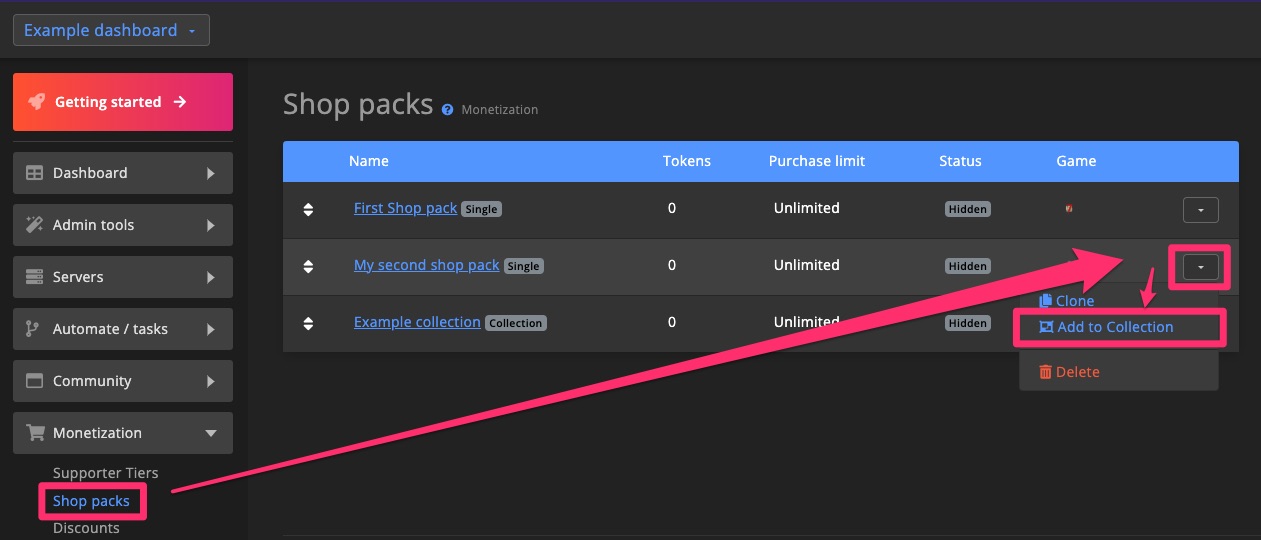 Example dashboard
Getting started
Dashboard
Admin tools
Servers
Automate / tasks
Community
Monetization
Supporter Tiers
Shop packs
Discounts
Shop packs ? Monetization
Name Tokens Purchase limit Status Game
First Shop pack Single 0 Unlimited Hidden
My second shop pack Single 0 Unlimited Hidden
Example collection Collection 0 Unlimited Hidden
Clone
Add to Collection
Delete